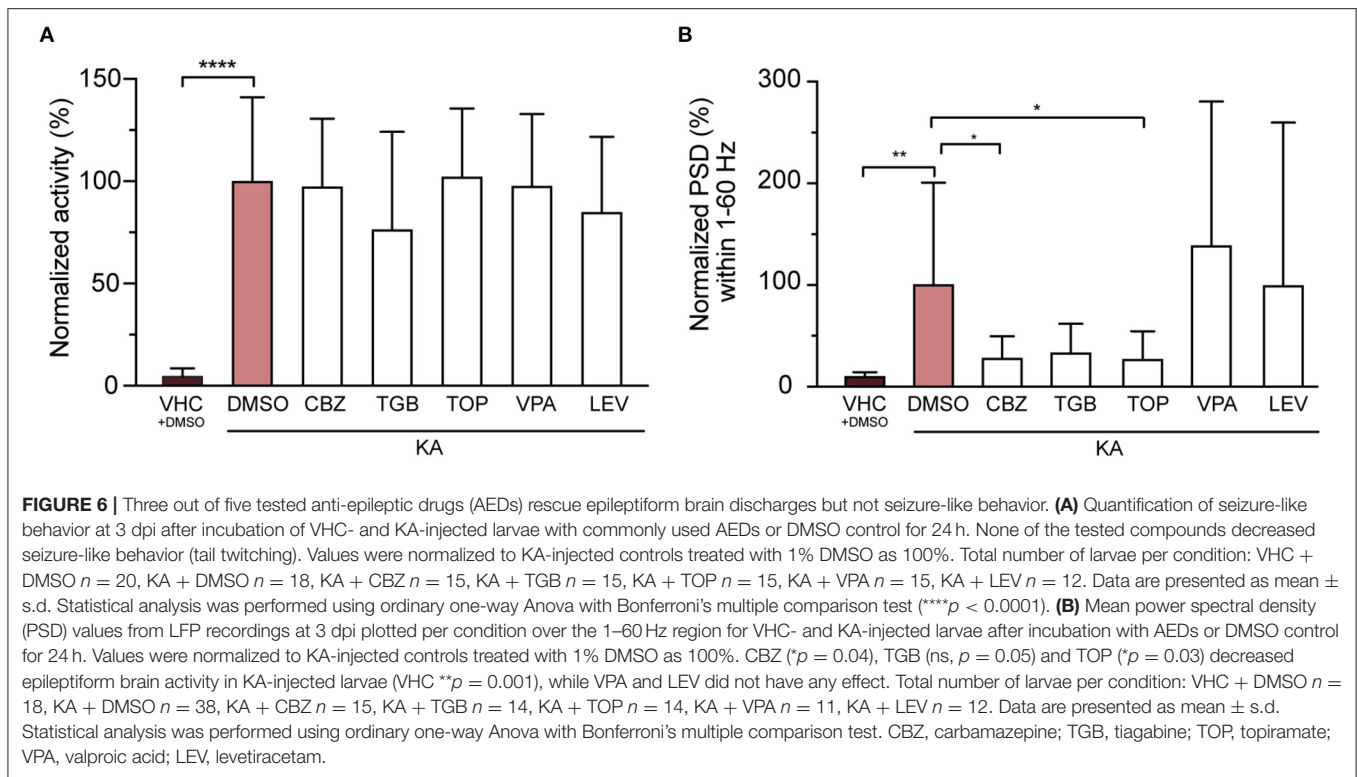 A
****
150
100
50
0
Normalized activity (%)
VHC DMSO CBZ TGB TOP VPA LEV
+DMSO
KA
B
300
200
100
0
Normalized PSD (%)
within 1-60 Hz
*
*
**
VHC DMSO CBZ TGB TOP VPA LEV
+DMSO
KA
FIGURE 6 | Three out of five tested anti-epileptic drugs (AEDs) rescue epileptiform brain discharges but not seizure-like behavior. (A) Quantification of seizure-like
behavior at 3 dpi after incubation of VHC- and KA-injected larvae with commonly used AEDs or DMSO control for 24 h. None of the tested compounds decreased
seizure-like behavior (tail twitching). Values were normalized to KA-injected controls treated with 1% DMSO as 100%. Total number of larvae per condition: VHC +
DMSO n = 20, KA + DMSO n = 18, KA + CBZ n = 15, KA + TGB n = 15, KA + TOP n = 15, KA + VPA n = 15, KA + LEV n = 12. Data are presented as mean ±
s.d. Statistical analysis was performed using ordinary one-way Anova with Bonferroni's multiple comparison test (****p < 0.0001). (B) Mean power spectral density
(PSD) values from LFP recordings at 3 dpi plotted per condition over the 1–60 Hz region for VHC- and KA-injected larvae after incubation with AEDs or DMSO control
for 24 h. Values were normalized to KA-injected controls treated with 1% DMSO as 100%. CBZ (*p = 0.04), TGB (ns, p = 0.05) and TOP (*p = 0.03) decreased
epileptiform brain activity in KA-injected larvae (VHC **p = 0.001), while VPA and LEV did not have any effect. Total number of larvae per condition: VHC + DMSO n =
18, KA + DMSO n = 38, KA + CBZ n = 15, KA + TGB n = 14, KA + TOP n = 14, KA + VPA n = 11, KA + LEV n = 12. Data are presented as mean ± s.d.
Statistical analysis was performed using ordinary one-way Anova with Bonferroni's multiple comparison test. CBZ, carbamazepine; TGB, tiagabine; TOP, topiramate;
VPA, valproic acid; LEV, levetiracetam.